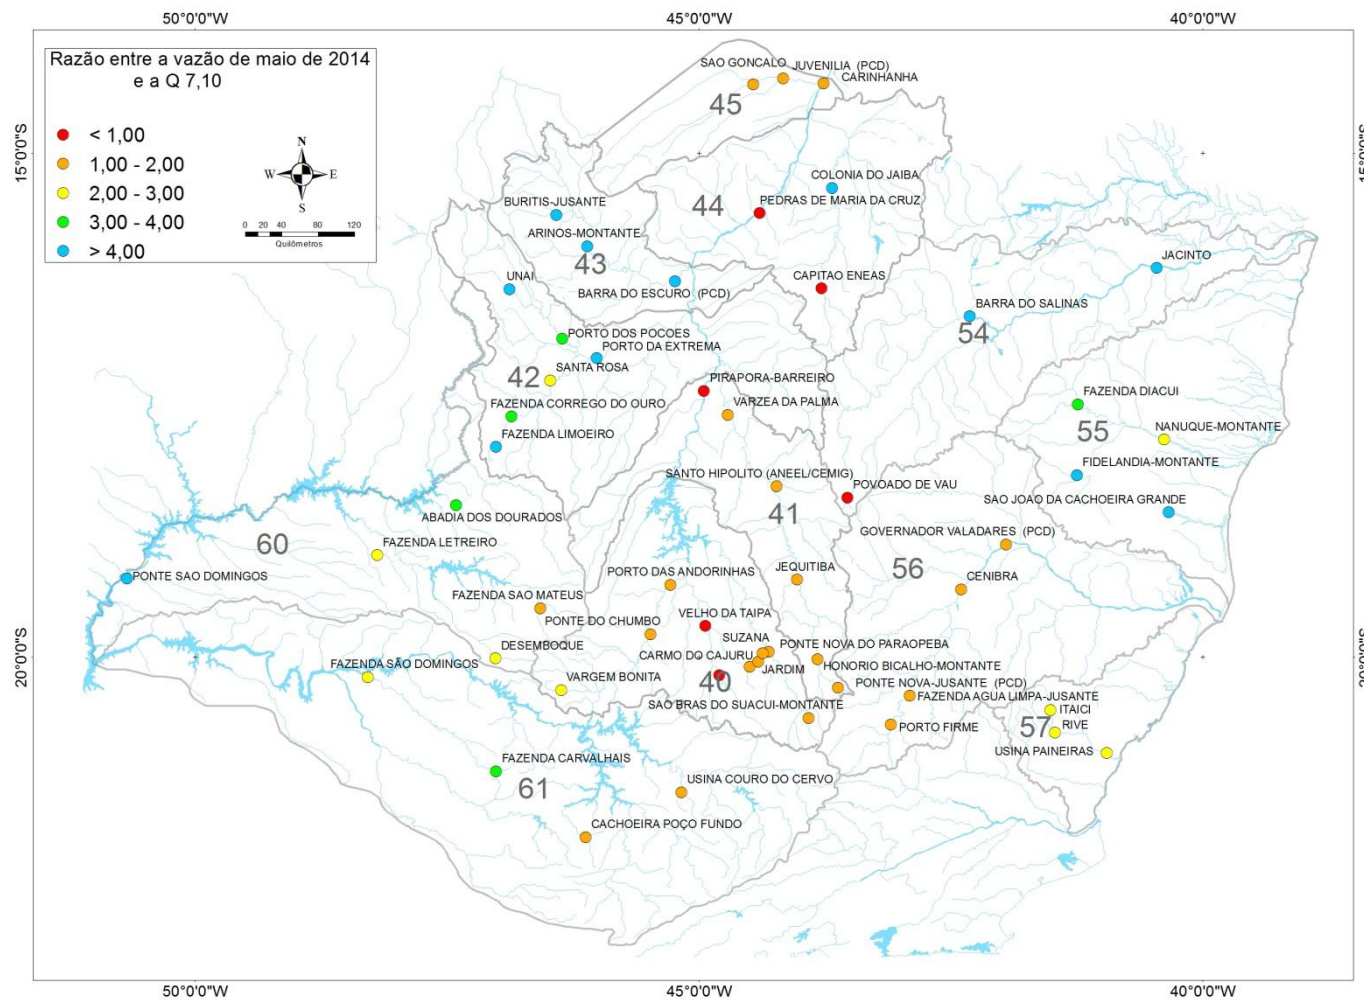 50°0'0"W
45°0'0"W
40°0'0"W
Razão entre a vazão de maio de 2014
e a Q 7,10
< 1,00
1,00 - 2,00
2,00 - 3,00
3,00 - 4,00
> 4,00
N
W
E
S
0 20 40 80 120
Quilômetros
15°0'0"S
15°0'0"S
SAO GONCALO
JUVENILIA (PCD)
CARINHANHA
45
COLONIA DO JAIBA
PEDRAS DE MARIA DA CRUZ
44
BURITIS-JUSANTE
ARINOS-MONTANTE
43
JACINTO
UNAI
CAPITAO ENEAS
BARRA DO ESCURO (PCD)
BARRA DO SALINAS
54
PORTO DOS POCOES
PORTO DA EXTREMA
SANTA ROSA
42
PIRAPORA-BARREIRO
FAZENDA DIACUI
FAZENDA CORREGO DO OURO
VARZEA DA PALMA
55
NANUQUE-MONTANTE
FAZENDA LIMOEIRO
FIDELANDIA-MONTANTE
SANTO HIPOLITO (ANEEL/CEMIG)
POVOADO DE VAU
SAO JOAO DA CACHOEIRA GRANDE
41
ABADIA DOS DOURADOS
GOVERNADOR VALADARES (PCD)
60
FAZENDA LETREIRO
56
PONTE SAO DOMINGOS
PORTO DAS ANDORINHAS
JEQUITIBA
CENIBRA
FAZENDA SAO MATEUS
PONTE DO CHUMBO
VELHO DA TAIPA
SUZANA
DESEMBOQUE
PONTE NOVA DO PARAOPEBA
CARMO DO CAJURU
20°0'0"S
20°0'0"S
FAZENDA SÃO DOMINGOS
JARDIM
HONORIO BICALHO-MONTANTE
VARGEM BONITA
40
PONTE NOVA-JUSANTE (PCD)
FAZENDA AGUA LIMPA-JUSANTE
SAO BRAS DO SUACUI-MONTANTE
ITAICI
PORTO FIRME
57
RIVE
USINA PAINEIRAS
FAZENDA CARVALHAIS
61
USINA COURO DO CERVO
CACHOEIRA POÇO FUNDO
50°0'0"W
45°0'0"W
40°0'0"W